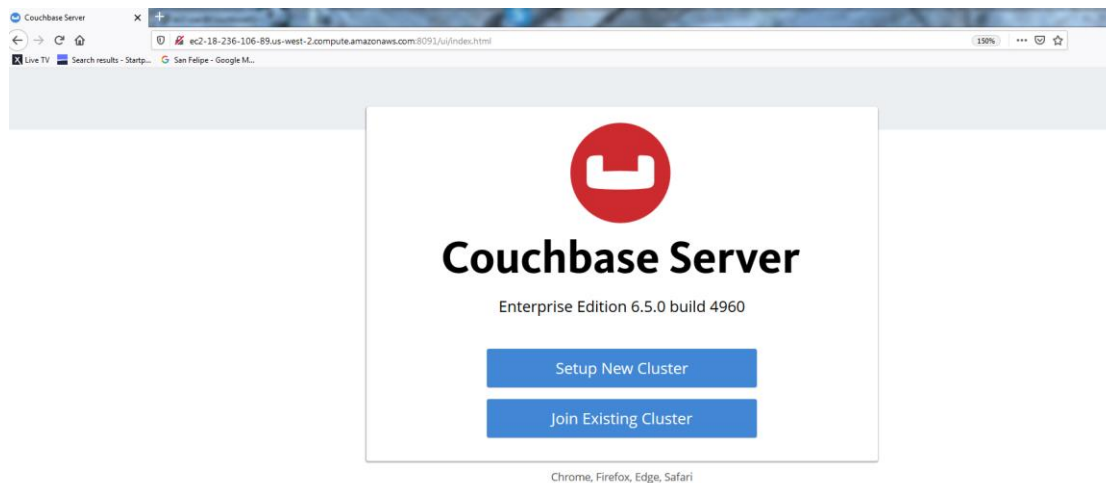 Couchbase Server
ec2-18-236-106-89.us-west-2.compute.amazonaws.com:8091/ui/index.html
150%
Live TV Search results - Startp... San Felipe - Google M...
Couchbase Server
Enterprise Edition 6.5.0 build 4960
Setup New Cluster
Join Existing Cluster
Chrome, Firefox, Edge, Safari